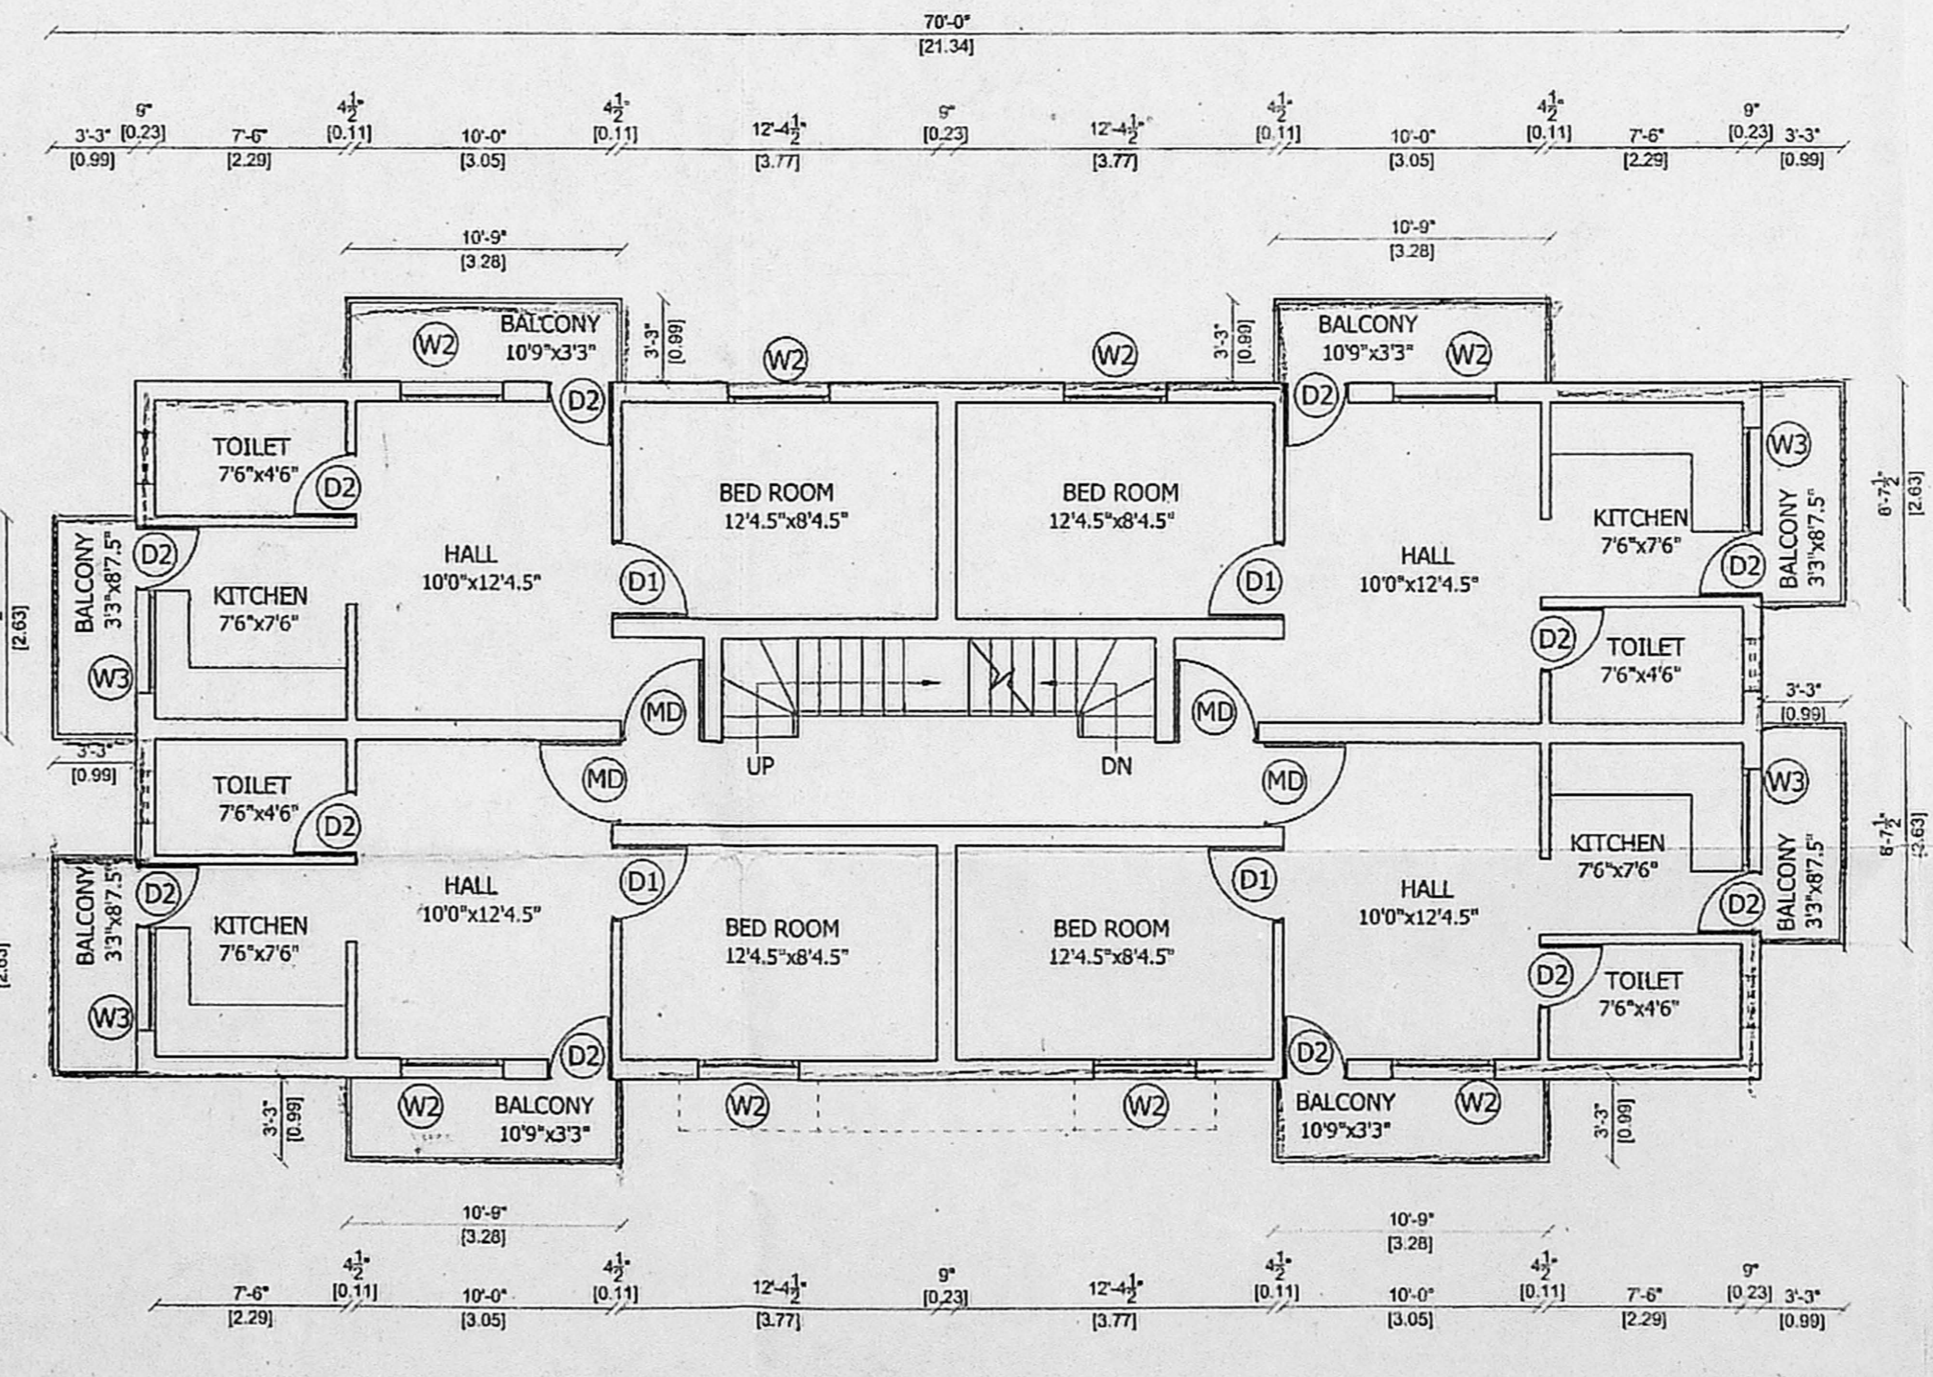 70'-0"
[21.34]
3'-3"
[0.99]
9"
[0.23]
7'-6"
[2.29]
4½"
[0.11]
10'-0"
[3.05]
4½"
[0.11]
12'-4½"
[3.77]
9"
[0.23]
12'-4½"
[3.77]
4½"
[0.11]
10'-0"
[3.05]
4½"
[0.11]
7'-6"
[2.29]
9"
[0.23]
3'-3"
[0.99]
10'-9"
[3.28]
10'-9"
[3.28]
W2
BALCONY
10'9"x3'3"
3'-3"
[0.99]
W2
W2
3'-3"
[0.99]
BALCONY
10'9"x3'3"
W2
D2
D2
TOILET
7'6"x4'6"
D2
BED ROOM
12'4.5"x8'4.5"
BED ROOM
12'4.5"x8'4.5"
W3
BALCONY
3'3"x8'7.5"
[2.63]
KITCHEN
7'6"x7'6"
D2
BALCONY
3'3"x8'7.5"
D2
W3
[2.63]
KITCHEN
7'6"x7'6"
HALL
10'0"x12'4.5"
D1
D1
HALL
10'0"x12'4.5"
D2
TOILET
7'6"x4'6"
3'-3"
[0.99]
MD
MD
UP
DN
3'-3"
[0.99]
TOILET
7'6"x4'6"
D2
MD
MD
W3
BALCONY
3'3"x8'7.5"
KITCHEN
7'6"x7'6"
D2
BALCONY
3'3"x8'7.5"
D2
W3
KITCHEN
7'6"x7'6"
HALL
10'0"x12'4.5"
D1
BED ROOM
12'4.5"x8'4.5"
BED ROOM
12'4.5"x8'4.5"
D1
HALL
10'0"x12'4.5"
D2
TOILET
7'6"x4'6"
D2
D2
3'-3"
[0.99]
W2
BALCONY
10'9"x3'3"
W2
W2
BALCONY
10'9"x3'3"
W2
3'-3"
[0.99]
10'-9"
[3.28]
10'-9"
[3.28]
7'-6"
[2.29]
4½"
[0.11]
10'-0"
[3.05]
4½"
[0.11]
12'-4½"
[3.77]
9"
[0.23]
12'-4½"
[3.77]
4½"
[0.11]
10'-0"
[3.05]
4½"
[0.11]
7'-6"
[2.29]
9"
[0.23]
3'-3"
[0.99]